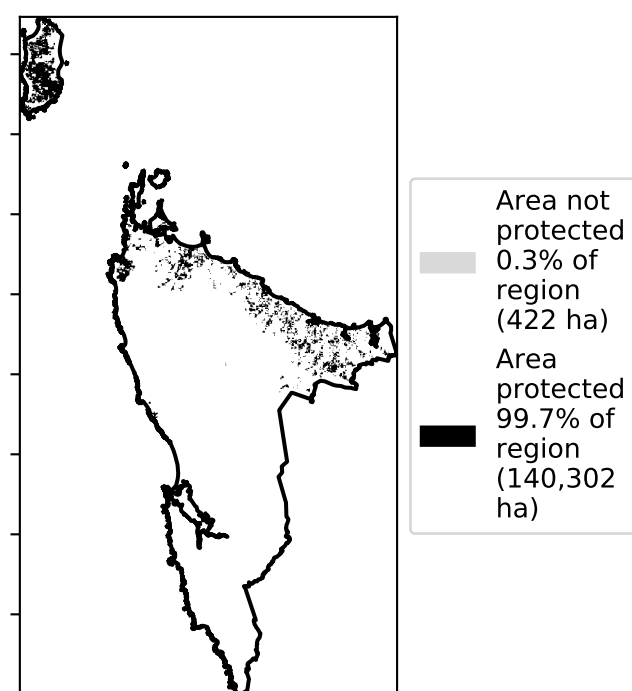 Area not
protected
0.3% of
region
(422 ha)
Area
protected
99.7% of
region
(140,302
ha)